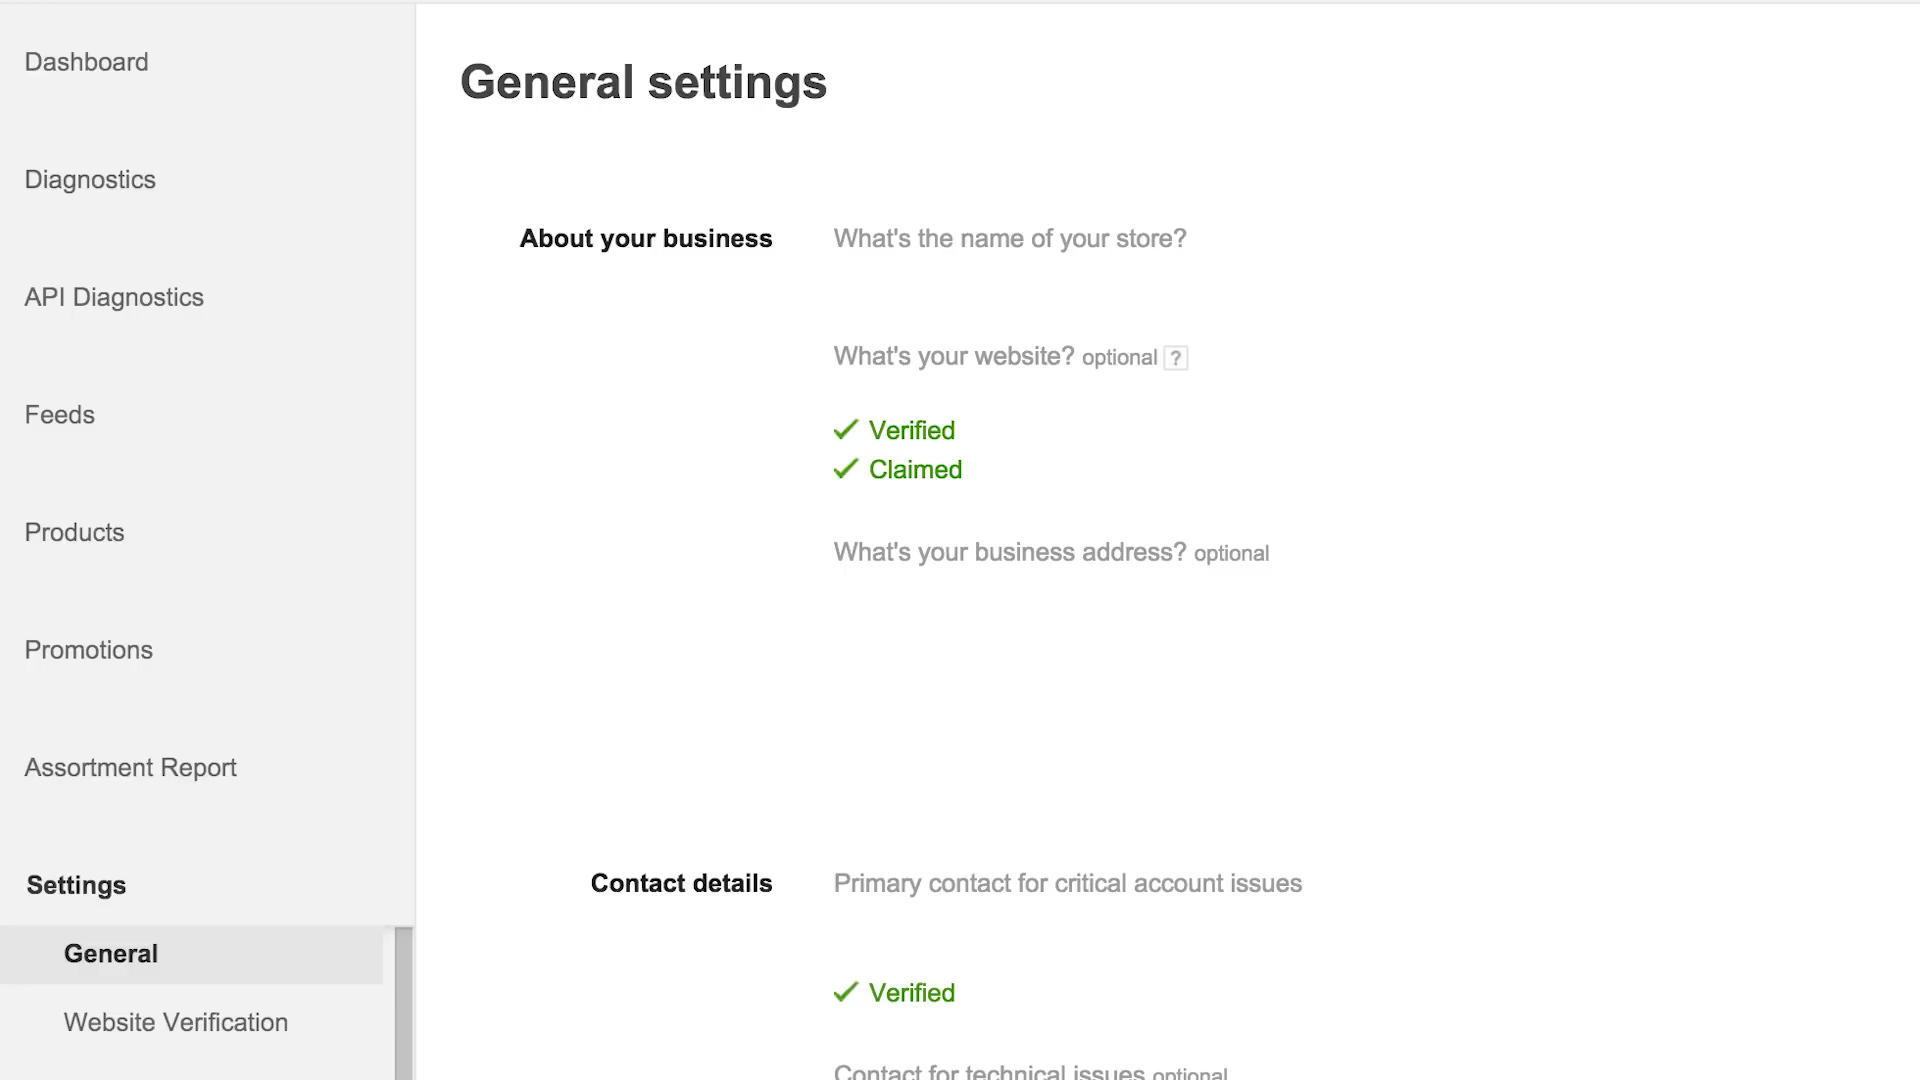 Dashboard
Diagnostics
API Diagnostics
Feeds
Products
Promotions
Assortment Report
Settings
General
Website Verification
General settings
About your business
What's the name of your store?
What's your website? optional ?
Verified
Claimed
What's your business address? optional
Contact details
Primary contact for critical account issues
Verified
Contact for technical issues optional